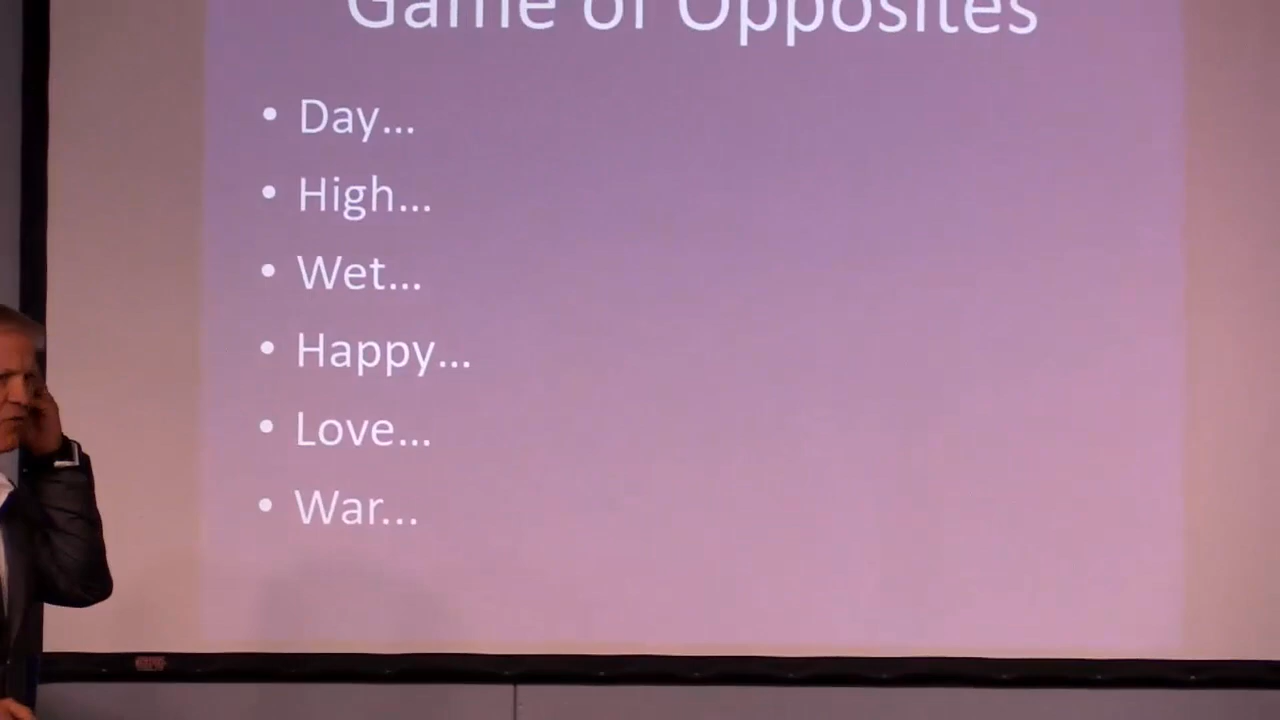 Game of Opposites
• Day...
• High...
• Wet...
• Happy...
• Love...
• War...